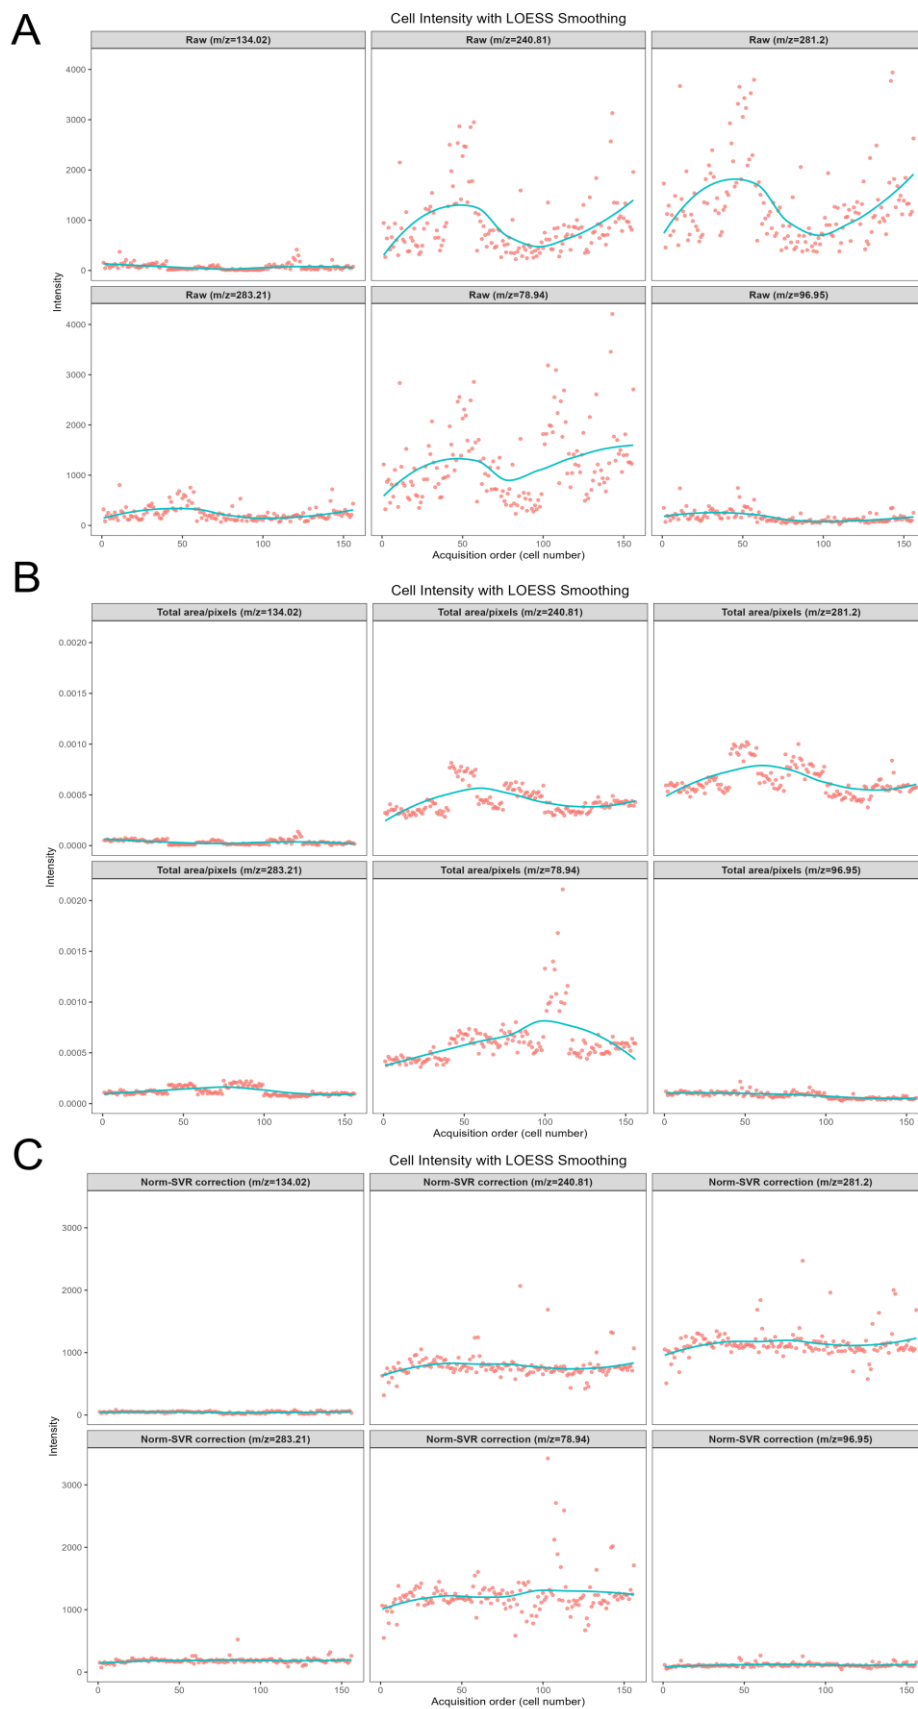 A
Cell Intensity with LOESS Smoothing
Raw (m/z=134.02) Raw (m/z=240.81) Raw (m/z=281.2)
4000
3000
2000
1000
0
Intensity
Raw (m/z=283.21) Raw (m/z=78.94) Raw (m/z=96.95)
4000
3000
2000
1000
0
0 50 100 150 0 50 100 150 0 50 100 150
Acquisition order (cell number)
B
Cell Intensity with LOESS Smoothing
Total area/pixels (m/z=134.02) Total area/pixels (m/z=240.81) Total area/pixels (m/z=281.2)
0.0020
0.0015
0.0010
0.0005
0.0000
Intensity
Total area/pixels (m/z=283.21) Total area/pixels (m/z=78.94) Total area/pixels (m/z=96.95)
0.0020
0.0015
0.0010
0.0005
0.0000
0 50 100 150 0 50 100 150 0 50 100 150
Acquisition order (cell number)
C
Cell Intensity with LOESS Smoothing
Norm-SVR correction (m/z=134.02) Norm-SVR correction (m/z=240.81) Norm-SVR correction (m/z=281.2)
3000
2000
1000
0
Intensity
Norm-SVR correction (m/z=283.21) Norm-SVR correction (m/z=78.94) Norm-SVR correction (m/z=96.95)
3000
2000
1000
0
0 50 100 150 0 50 100 150 0 50 100 150
Acquisition order (cell number)